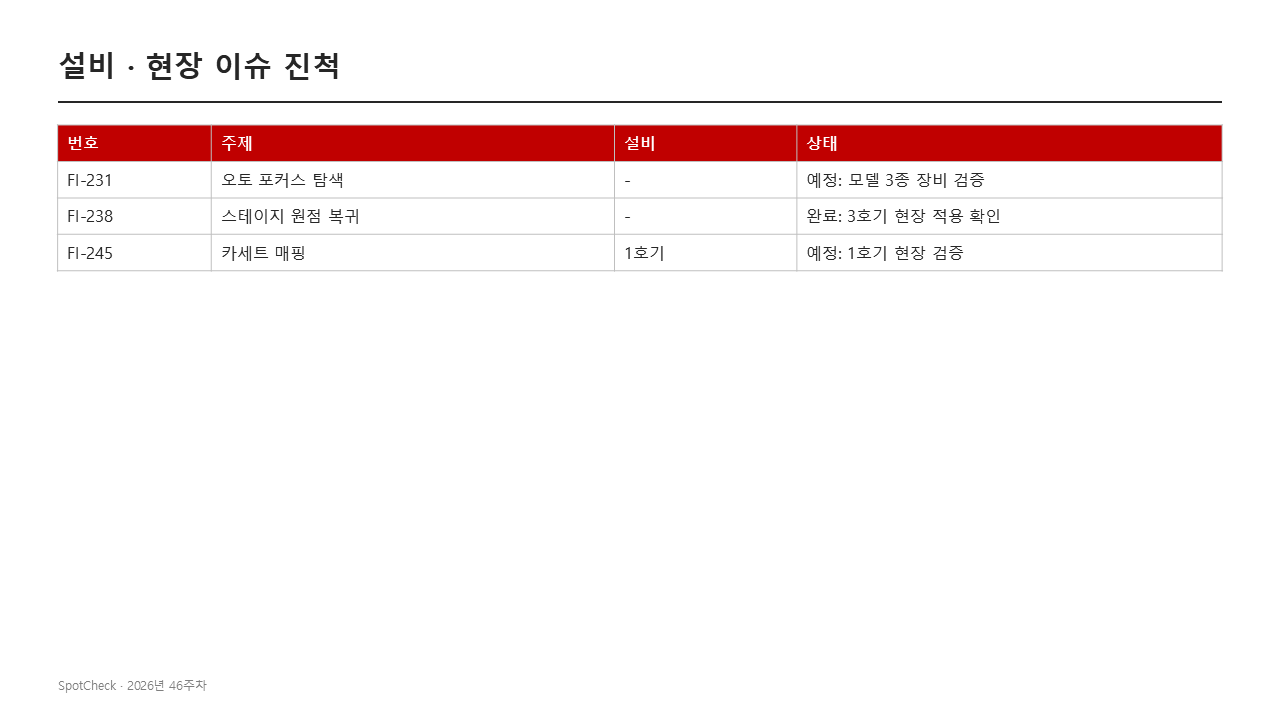 설비 · 현장 이슈 진척
번호 주제 설비 상태
FI-231 오토 포커스 탐색 - 예정: 모델 3종 장비 검증
FI-238 스테이지 원점 복귀 - 완료: 3호기 현장 적용 확인
FI-245 카세트 매핑 1호기 예정: 1호기 현장 검증
SpotCheck · 2026년 46주차